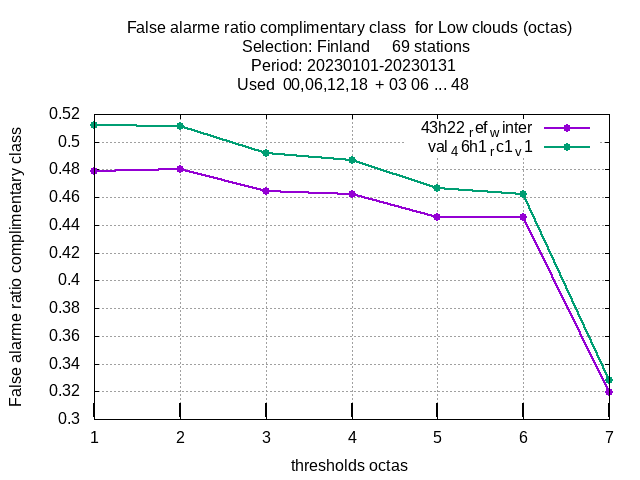 False alarme ratio complimentary class  for Low clouds (octas)
Selection: Finland     69 stations
Period: 20230101-20230131
Used  00,06,12,18  + 03 06 ... 48
False alarme ratio complimentary class
0.52
0.5
0.48
0.46
0.44
0.42
0.4
0.38
0.36
0.34
0.32
0.3
43h22 ref winter
val 4 6h1 r c1 v 1
1 2 3 4 5 6 7
thresholds octas